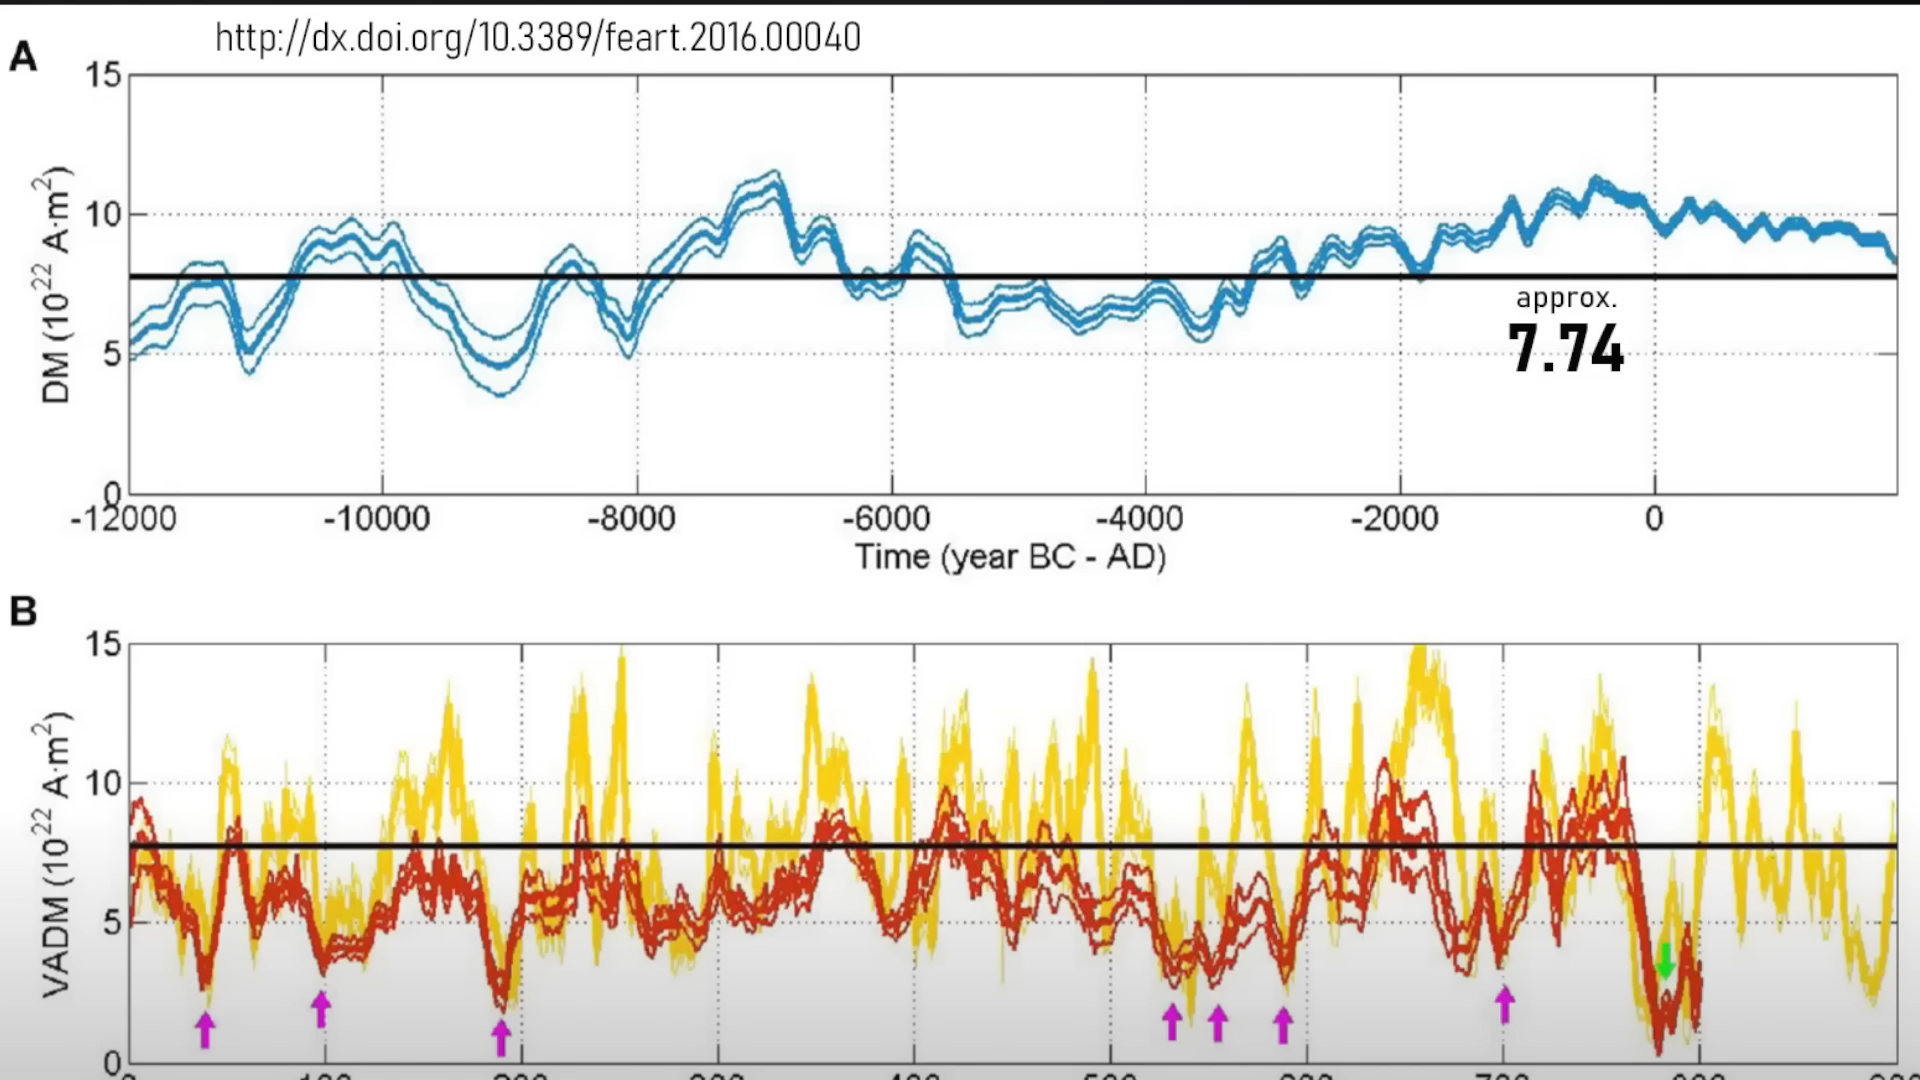 http://dx.doi.org/10.3389/feart.2016.00040
A
15
10
5
0
DM (10²² A·m²)
approx.
7.74
-12000 -10000 -8000 -6000 -4000 -2000 0
Time (year BC - AD)
B
15
10
5
0
VADM (10²² A·m²)